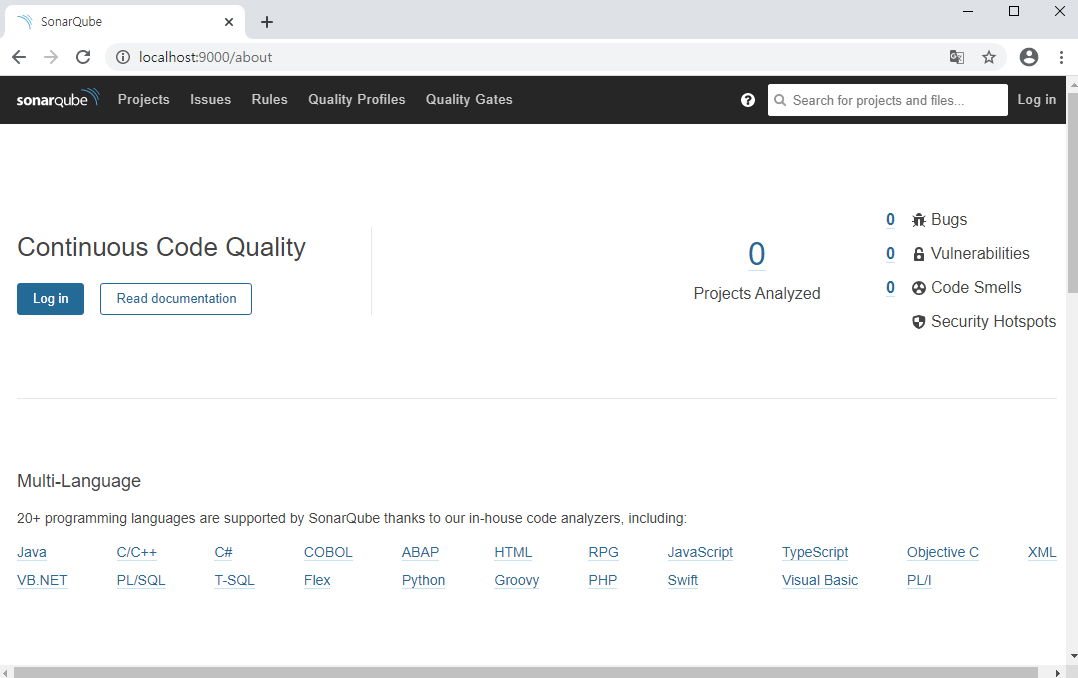 SonarQube
localhost:9000/about
sonarqube Projects Issues Rules Quality Profiles Quality Gates Search for projects and files... Log in
Continuous Code Quality
Log in Read documentation
0
Projects Analyzed
0 Bugs
0 Vulnerabilities
0 Code Smells
Security Hotspots
Multi-Language
20+ programming languages are supported by SonarQube thanks to our in-house code analyzers, including:
Java C/C++ C# COBOL ABAP HTML RPG JavaScript TypeScript Objective C XML
VB.NET PL/SQL T-SQL Flex Python Groovy PHP Swift Visual Basic PL/I